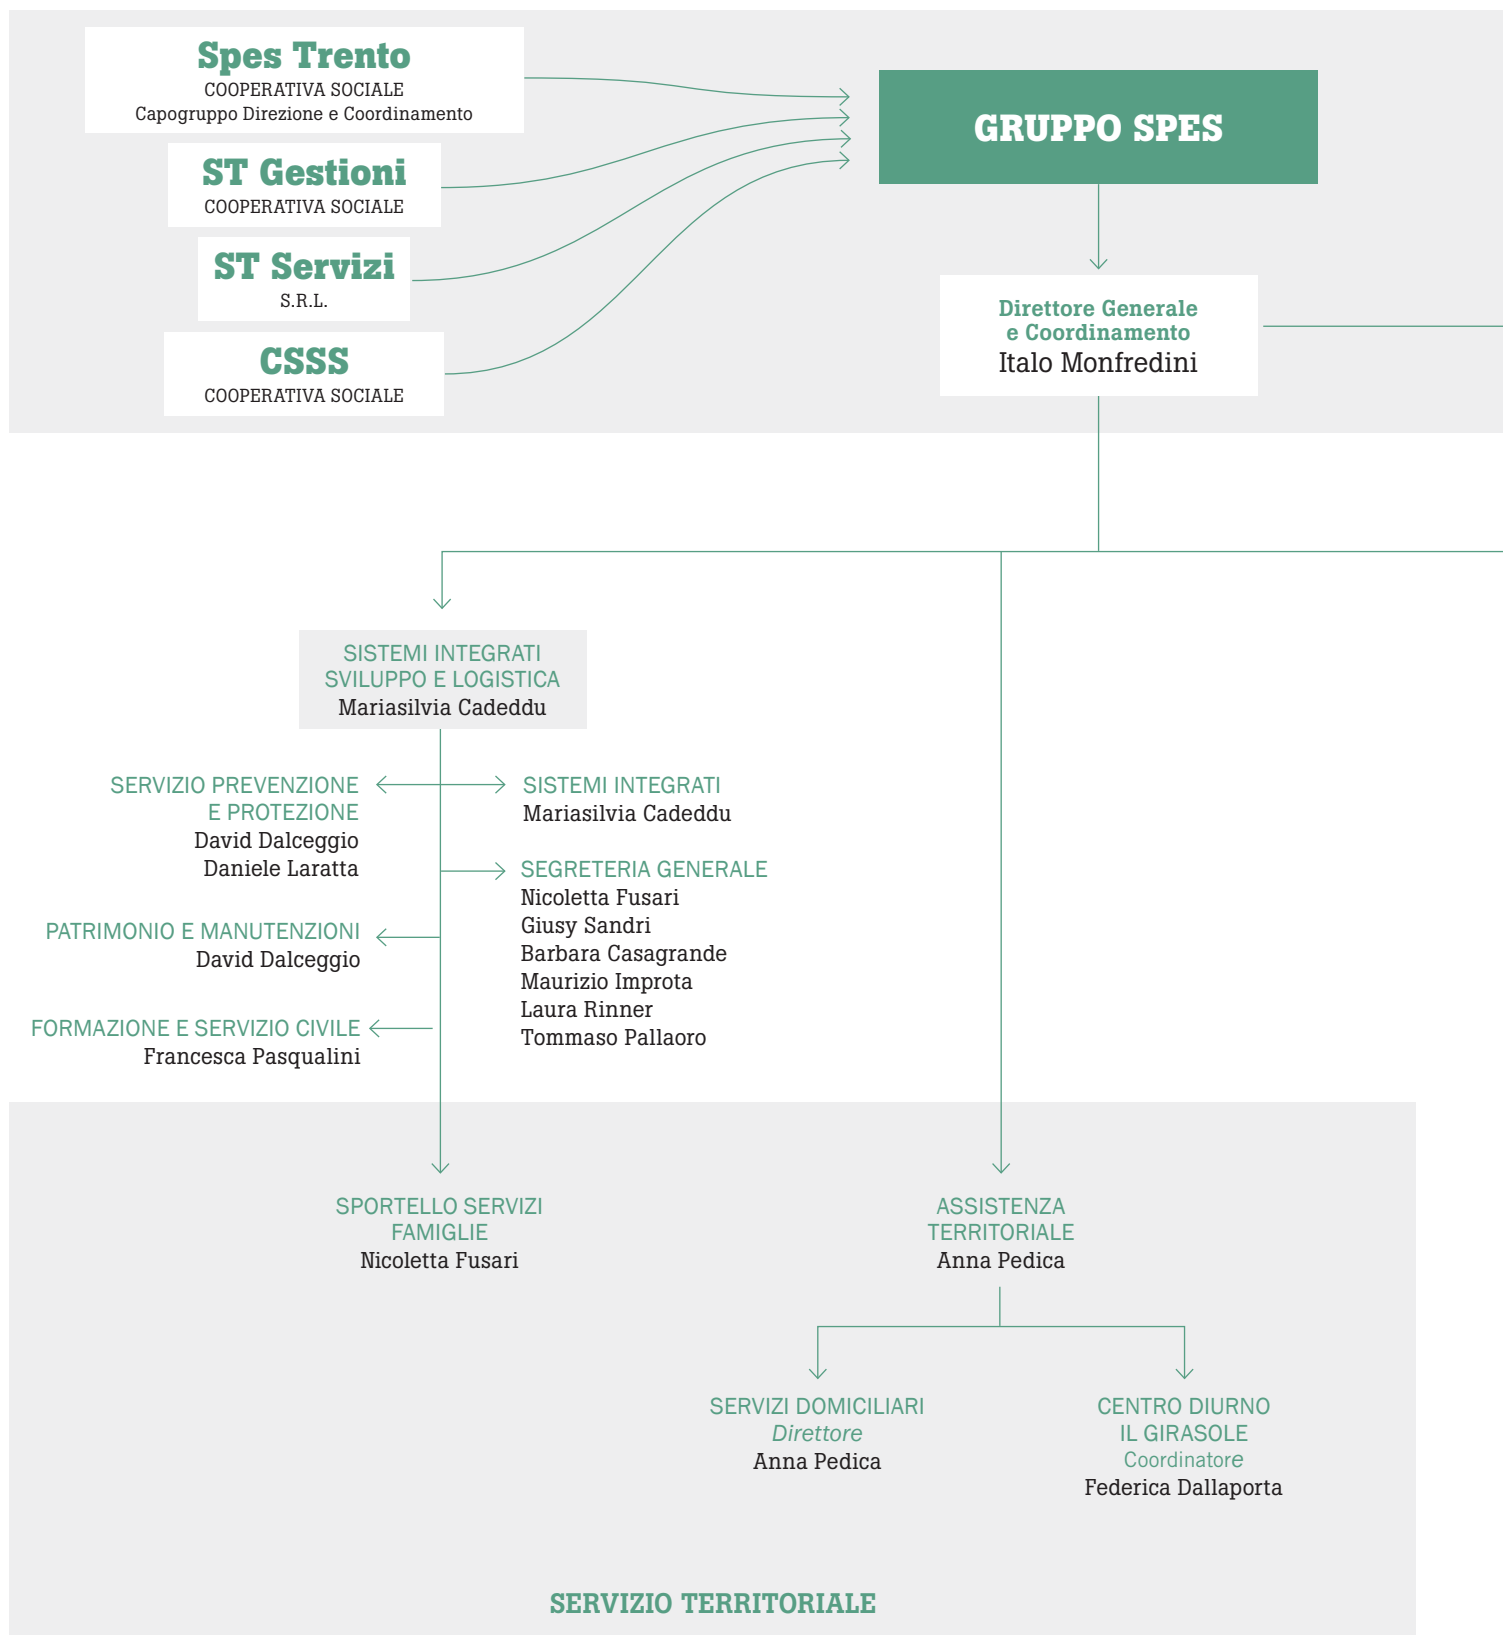 Spes Trento
COOPERATIVA SOCIALE
Capogruppo Direzione e Coordinamento
ST Gestioni
COOPERATIVA SOCIALE
ST Servizi
S.R.L.
CSSS
COOPERATIVA SOCIALE
GRUPPO SPES
Direttore Generale
e Coordinamento
Italo Monfredini
SISTEMI INTEGRATI
SVILUPPO E LOGISTICA
Mariasilvia Cadeddu
SERVIZIO PREVENZIONE
E PROTEZIONE
David Dalceggio
Daniele Laratta
PATRIMONIO E MANUTENZIONI
David Dalceggio
FORMAZIONE E SERVIZIO CIVILE
Francesca Pasqualini
SISTEMI INTEGRATI
Mariasilvia Cadeddu
SEGRETERIA GENERALE
Nicoletta Fusari
Giusy Sandri
Barbara Casagrande
Maurizio Improta
Laura Rinner
Tommaso Pallaoro
SPORTELLO SERVIZI
FAMIGLIE
Nicoletta Fusari
ASSISTENZA
TERRITORIALE
Anna Pedica
SERVIZI DOMICILIARI
Direttore
Anna Pedica
CENTRO DIURNO
IL GIRASOLE
Coordinatore
Federica Dallaporta
SERVIZIO TERRITORIALE